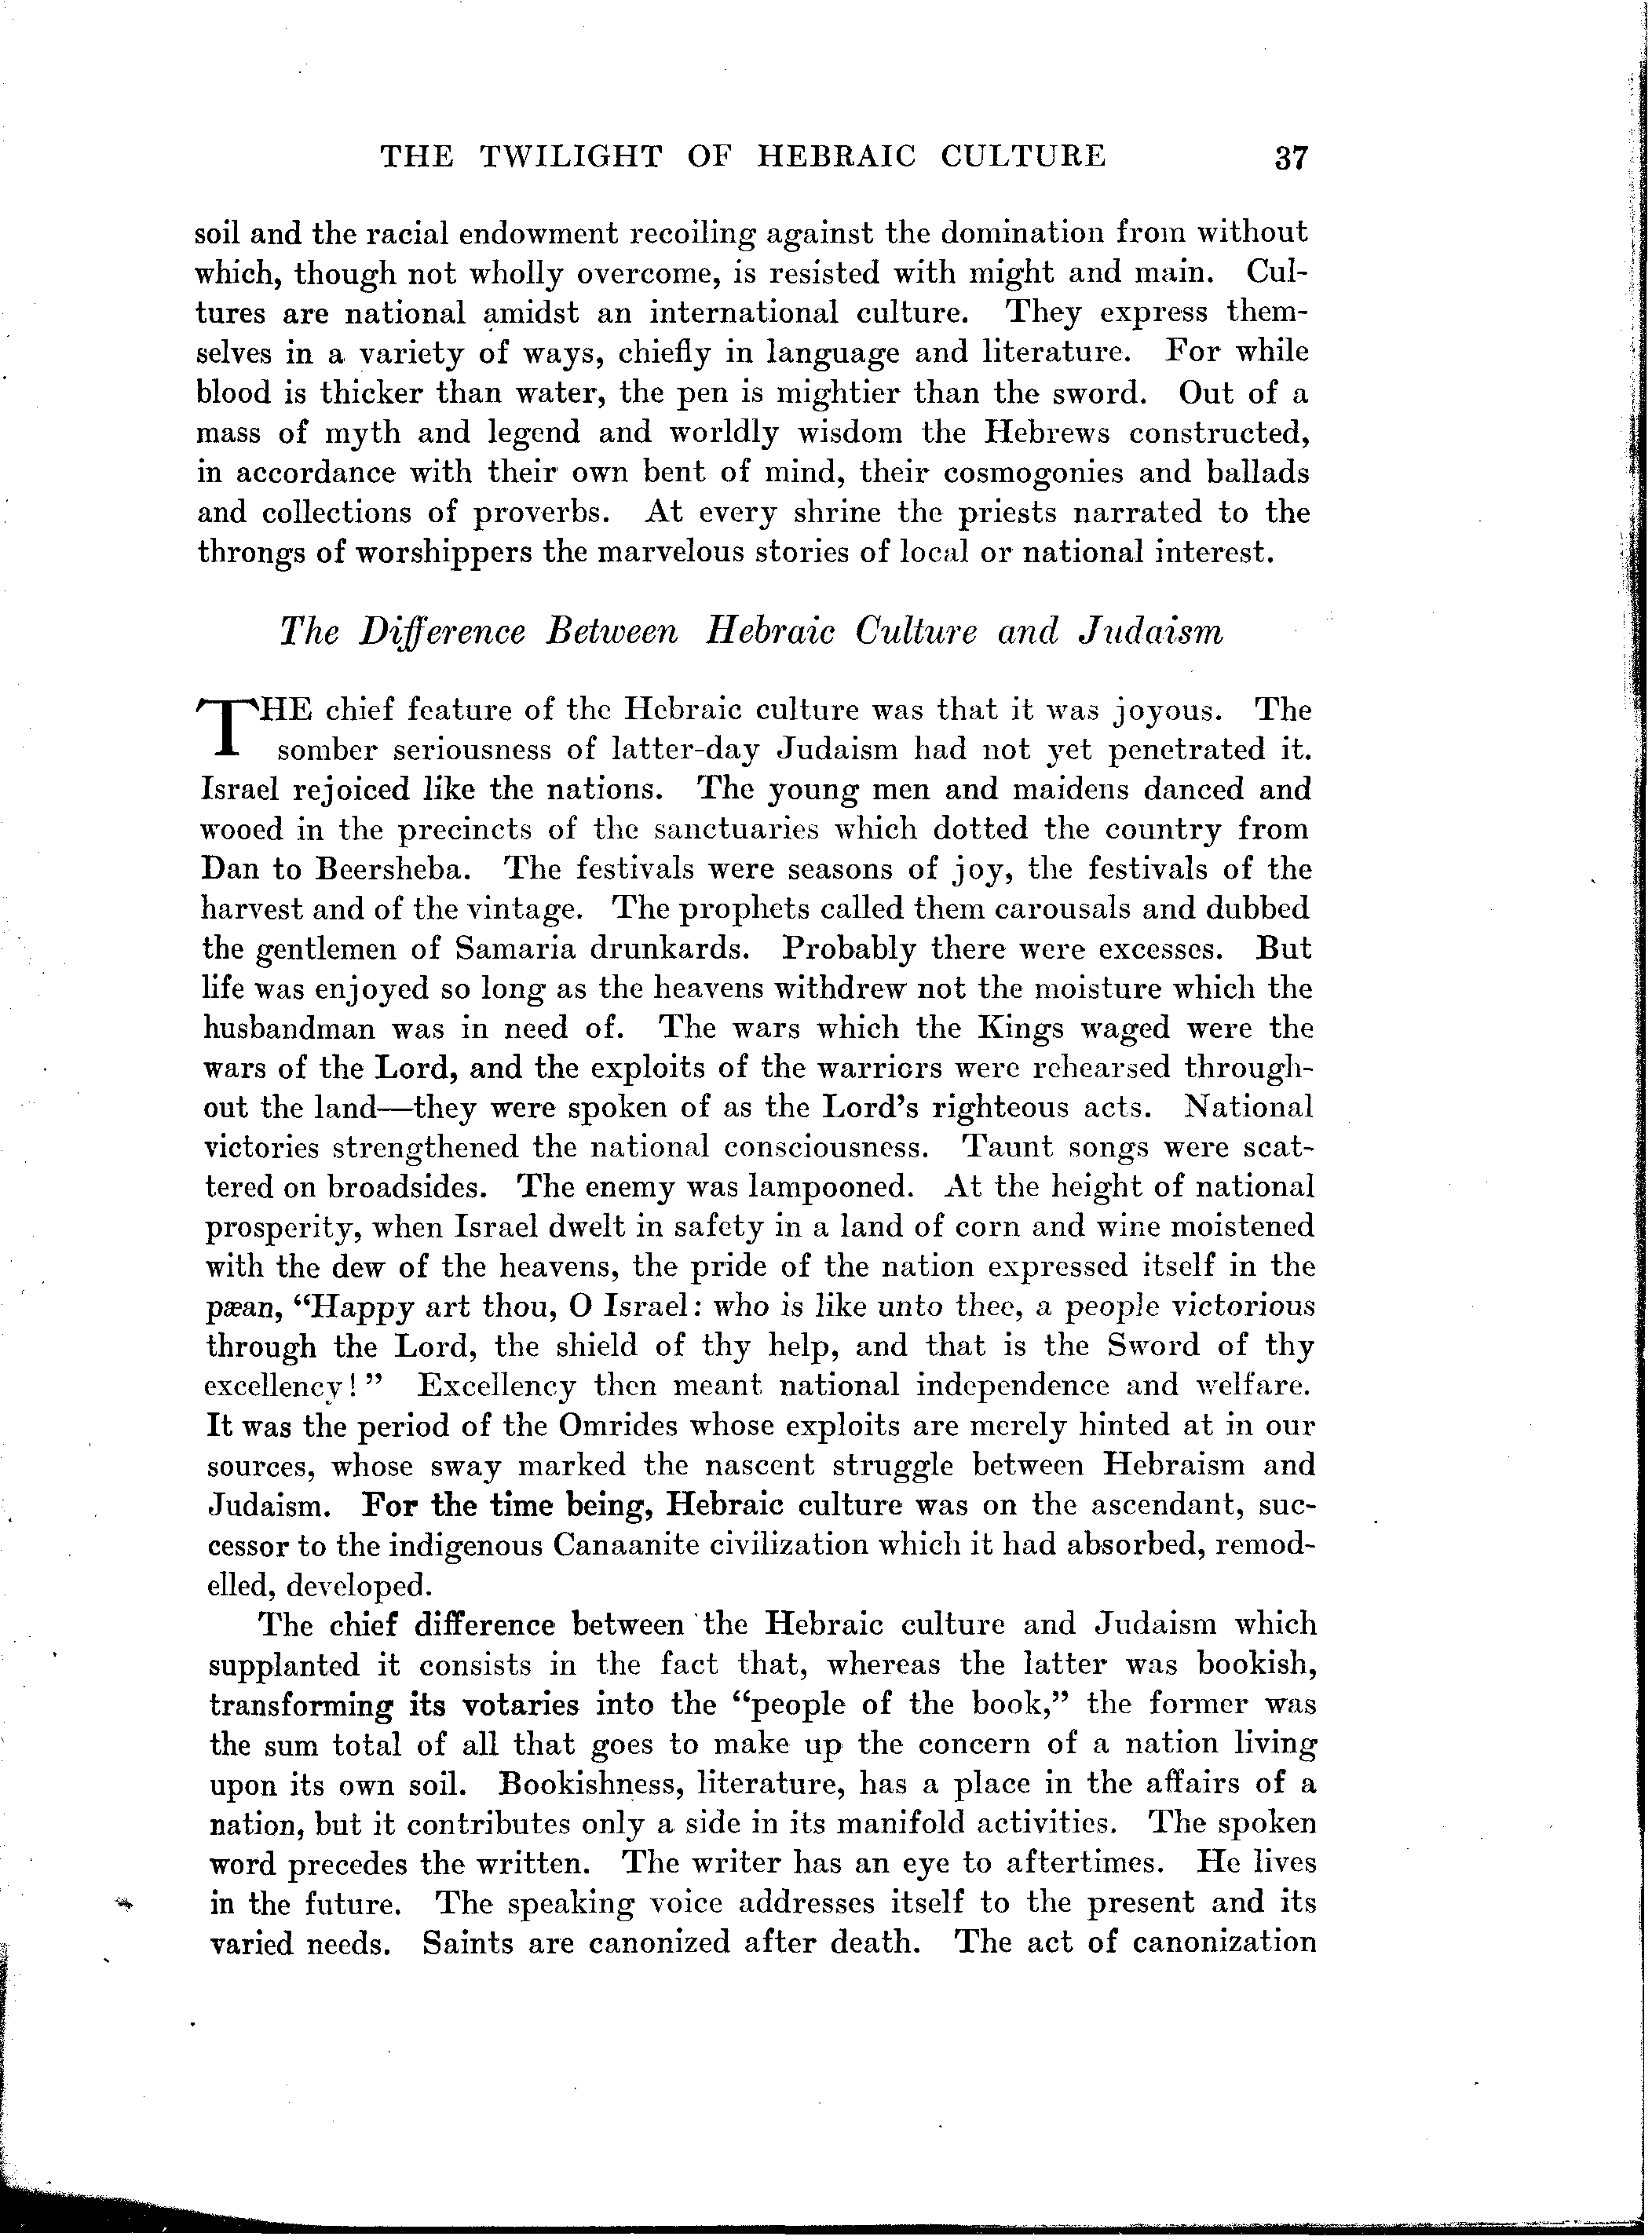 THE TWILIGHT OF HEBRAIC CULTURE 37
soil and the racial endowment recoiling against the domination from without
which, though not wholly overcome, is resisted with might and main. Cul-
tures are national amidst an international culture. They express them-
selves in a variety of ways, chiefly in language and literature. For while
blood is thicker than water, the pen is mightier than the sword. Out of a
mass of myth and legend and worldly wisdom the Hebrews constructed,
in accordance with their own bent of mind, their cosmogonies and ballads
and collections of proverbs. At every shrine the priests narrated to the
throngs of worshippers the marvelous stories of local or national interest.
The Difference Between Hebraic Culture and Judaism
THE chief feature of the Hebraic culture was that it was joyous. The
somber seriousness of latter-day Judaism had not yet penetrated it.
Israel rejoiced like the nations. The young men and maidens danced and
wooed in the precincts of the sanctuaries which dotted the country from
Dan to Beersheba. The festivals were seasons of joy, the festivals of the
harvest and of the vintage. The prophets called them carousals and dubbed
the gentlemen of Samaria drunkards. Probably there were excesses. But
life was enjoyed so long as the heavens withdrew not the moisture which the
husbandman was in need of. The wars which the Kings waged were the
wars of the Lord, and the exploits of the warriors were rehearsed through-
out the land—they were spoken of as the Lord's righteous acts. National
victories strengthened the national consciousness. Taunt songs were scat-
tered on broadsides. The enemy was lampooned. At the height of national
prosperity, when Israel dwelt in safety in a land of corn and wine moistened
with the dew of the heavens, the pride of the nation expressed itself in the
pæan, "Happy art thou, O Israel: who is like unto thee, a people victorious
through the Lord, the shield of thy help, and that is the Sword of thy
excellency!" Excellency then meant national independence and welfare.
It was the period of the Omrides whose exploits are merely hinted at in our
sources, whose sway marked the nascent struggle between Hebraism and
Judaism. For the time being, Hebraic culture was on the ascendant, suc-
cessor to the indigenous Canaanite civilization which it had absorbed, remod-
elled, developed.
The chief difference between the Hebraic culture and Judaism which
supplanted it consists in the fact that, whereas the latter was bookish,
transforming its votaries into the "people of the book," the former was
the sum total of all that goes to make up the concern of a nation living
upon its own soil. Bookishness, literature, has a place in the affairs of a
nation, but it contributes only a side in its manifold activities. The spoken
word precedes the written. The writer has an eye to aftertimes. He lives
in the future. The speaking voice addresses itself to the present and its
varied needs. Saints are canonized after death. The act of canonization